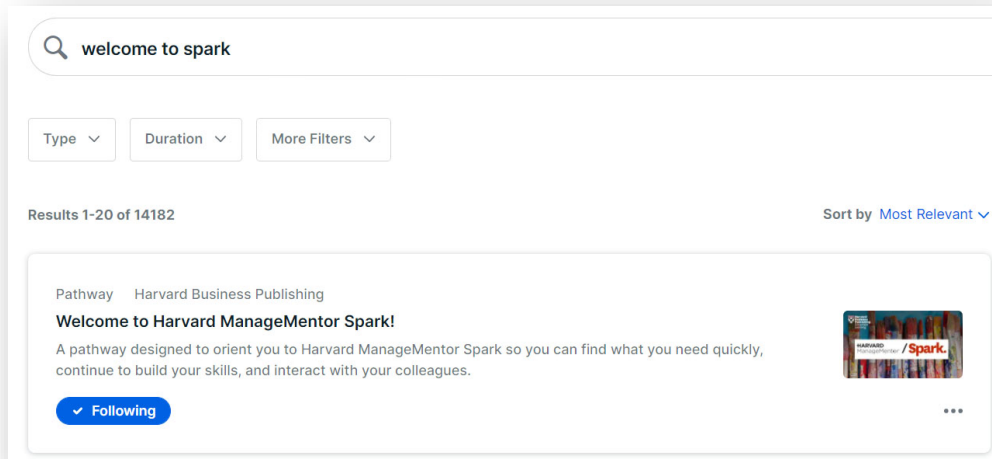 welcome to spark
Type
Duration
More Filters
Results 1-20 of 14182
Sort by Most Relevant
Pathway Harvard Business Publishing
Welcome to Harvard ManageMentor Spark!
A pathway designed to orient you to Harvard ManageMentor Spark so you can find what you need quickly,
continue to build your skills, and interact with your colleagues.
HARVARD
ManageMentor / Spark.
Following